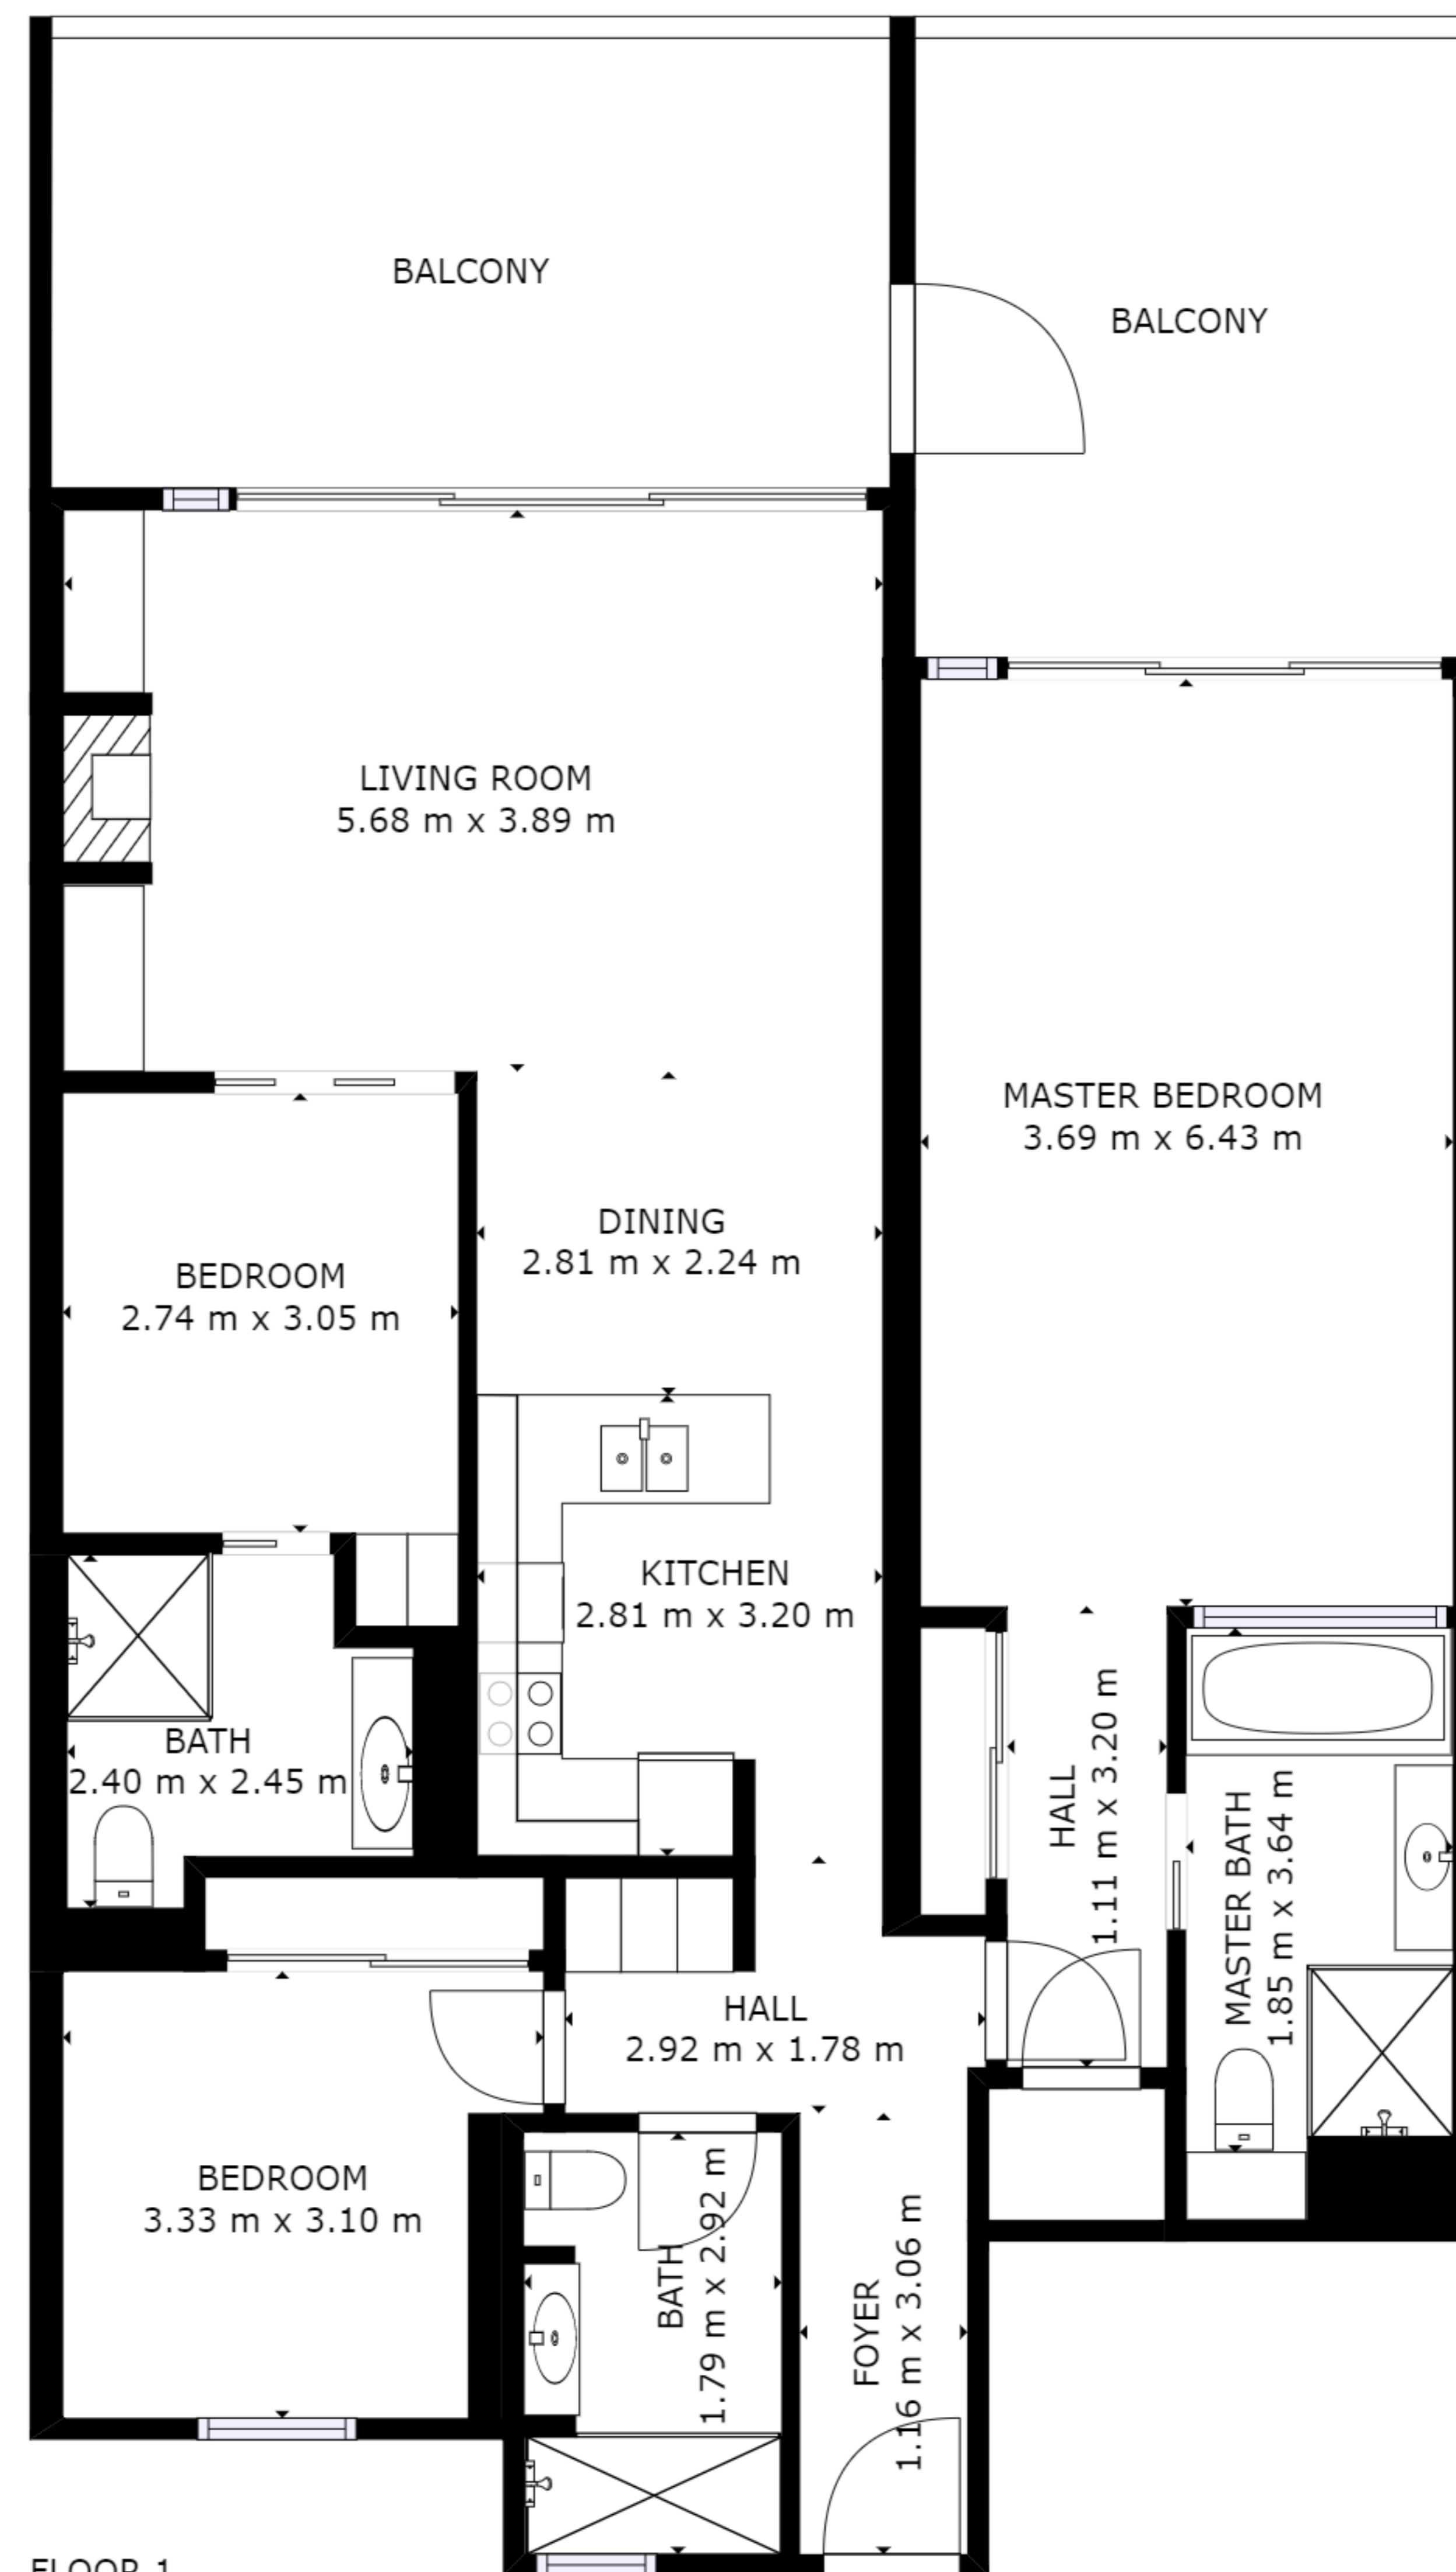 BALCONY
BALCONY
LIVING ROOM
5.68 m x 3.89 m
MASTER BEDROOM
3.69 m x 6.43 m
DINING
2.81 m x 2.24 m
BEDROOM
2.74 m x 3.05 m
KITCHEN
2.81 m x 3.20 m
BATH
2.40 m x 2.45 m
HALL
1.11 m x 3.20 m
MASTER BATH
1.85 m x 3.64 m
HALL
2.92 m x 1.78 m
BEDROOM
3.33 m x 3.10 m
BATH
1.79 m x 2.92 m
FOYER
1.16 m x 3.06 m
FLOOR 1